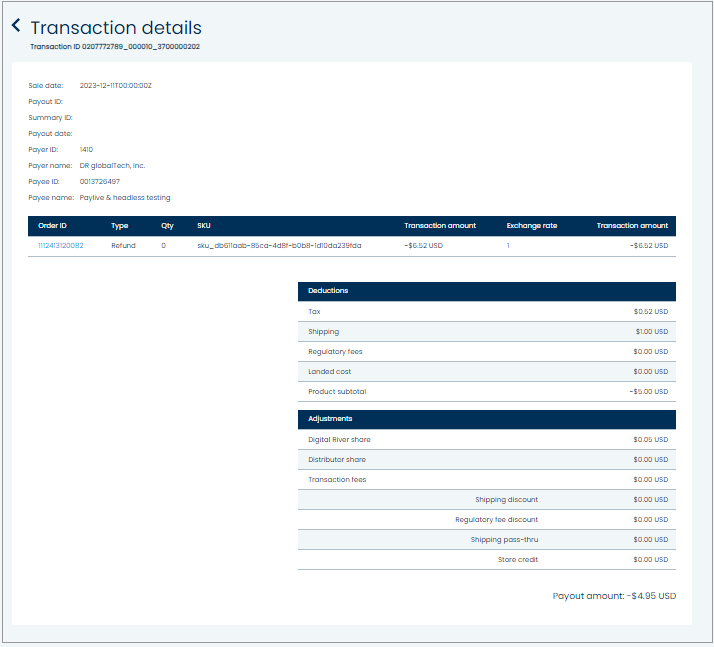 Transaction details
Transaction ID 0207772789_000010_3700000202
Sale date: 2023-12-11T00:00:00Z
Payout ID:
Summary ID:
Payout date:
Payer ID: 1410
Payer name: DR globalTech, Inc.
Payee ID: 0013726497
Payee name: Paylive & headless testing
Order ID Type Qty SKU Transaction amount Exchange rate Transaction amount
1112413120082 Refund 0 sku_db611aab-85ca-4d8f-b0b8-1d10da239fda -$6.52 USD 1 -$6.52 USD
Deductions
Tax $0.52 USD
Shipping $1.00 USD
Regulatory fees $0.00 USD
Landed cost $0.00 USD
Product subtotal -$5.00 USD
Adjustments
Digital River share $0.05 USD
Distributor share $0.00 USD
Transaction fees $0.00 USD
Shipping discount $0.00 USD
Regulatory fee discount $0.00 USD
Shipping pass-thru $0.00 USD
Store credit $0.00 USD
Payout amount: -$4.95 USD